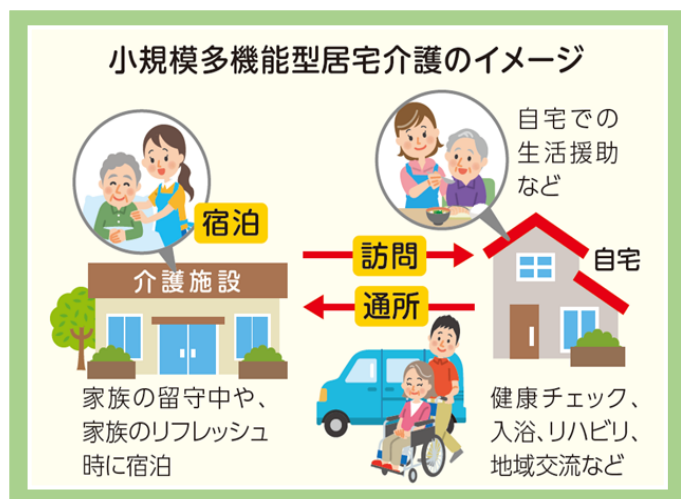 小規模多機能型居宅介護のイメージ
自宅での
生活援助
など
宿泊
訪問
自宅
介護施設
通所
家族の留守中や、
家族のリフレッシュ
時に宿泊
健康チェック、
入浴、リハビリ、
地域交流など